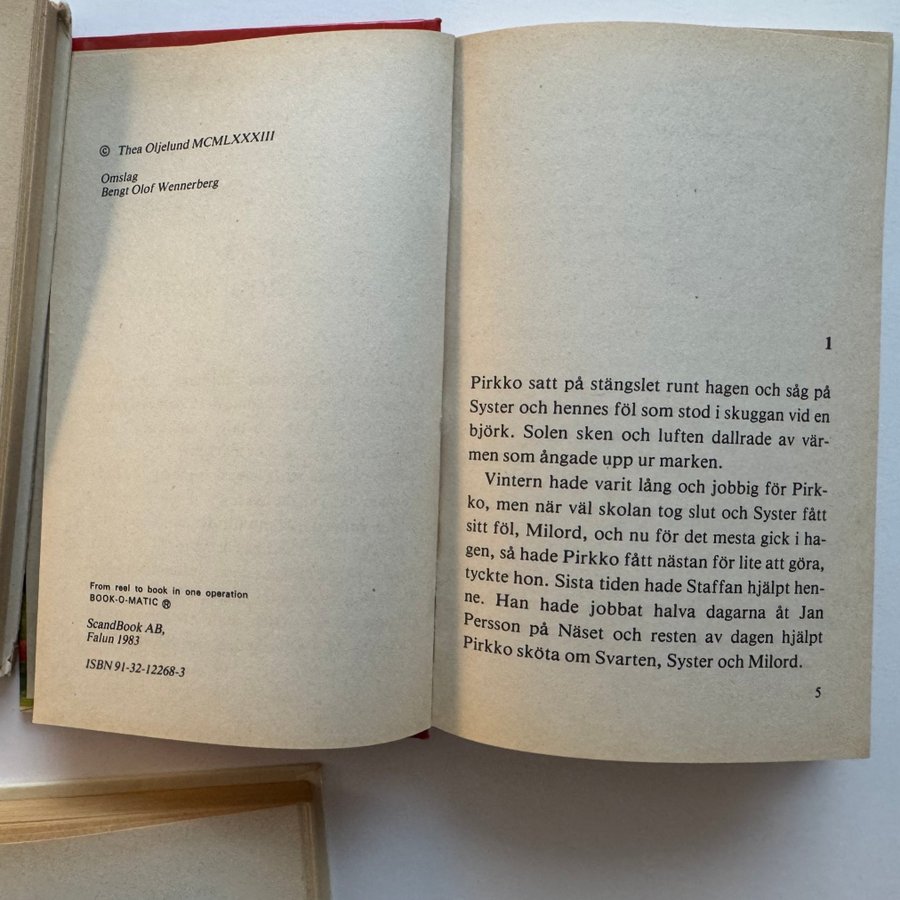 © Thea Oljelund MCMLXXXIII
Omslag
Bengt Olof Wennerberg
From reel to book in one operation
BOOK-O-MATIC ®
ScandBook AB,
Falun 1983
ISBN 91-32-12268-3
1
Pirkko satt på stängslet runt hagen och såg på
Syster och hennes föl som stod i skuggan vid en
björk. Solen sken och luften dallrade av vär-
men som ångade upp ur marken.
Vintern hade varit lång och jobbig för Pirk-
ko, men när väl skolan tog slut och Syster fått
sitt föl, Milord, och nu för det mesta gick i ha-
gen, så hade Pirkko fått nästan för lite att göra,
tyckte hon. Sista tiden hade Staffan hjälpt hen-
ne. Han hade jobbat halva dagarna åt Jan
Persson på Näset och resten av dagen hjälpt
Pirkko sköta om Svarten, Syster och Milord.
5